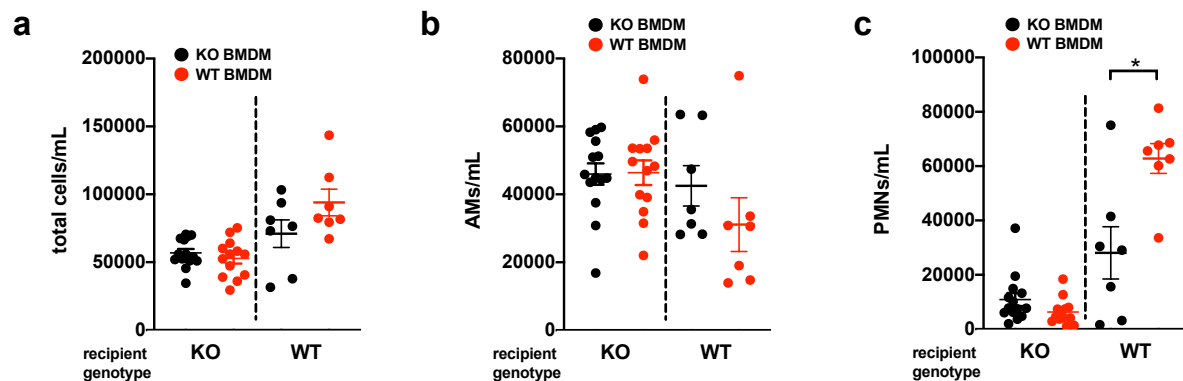 a
KO BMDM
WT BMDM
total cells/mL
200000
150000
100000
50000
0
recipient
genotype
KO
WT
b
KO BMDM
WT BMDM
AMs/mL
80000
60000
40000
20000
0
recipient
genotype
KO
WT
c
KO BMDM
WT BMDM
*
PMNs/mL
100000
80000
60000
40000
20000
0
recipient
genotype
KO
WT